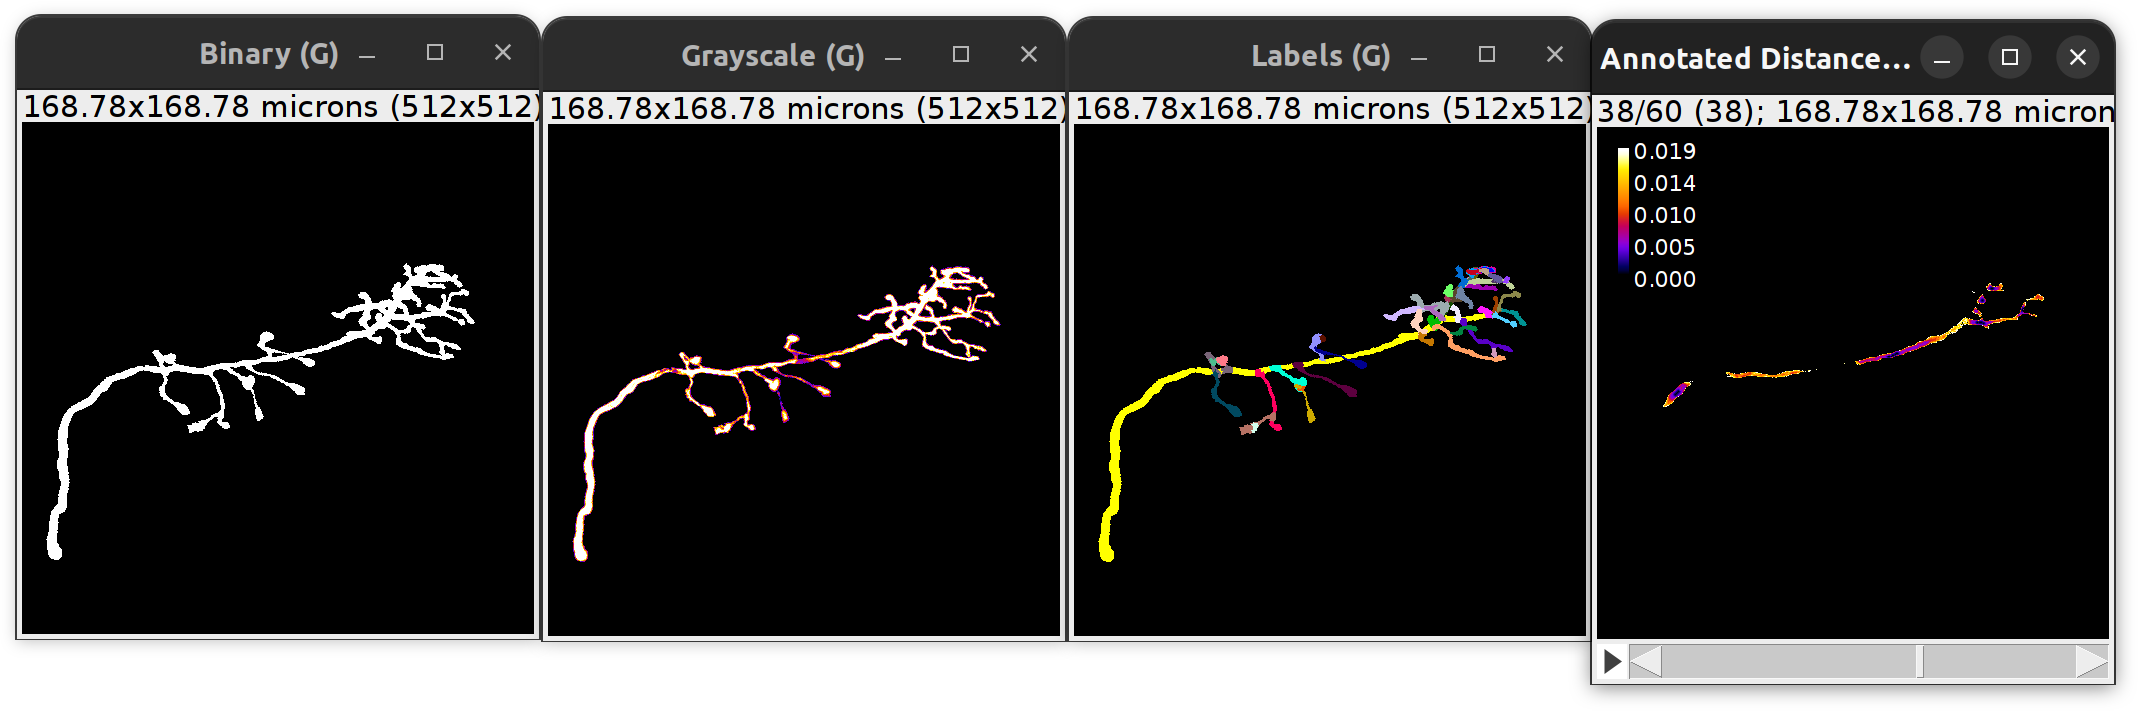 Binary (G)
168.78x168.78 microns (512x512)
Grayscale (G)
168.78x168.78 microns (512x512)
Labels (G)
168.78x168.78 microns (512x512)
Annotated Distance...
38/60 (38); 168.78x168.78 micron
0.019
0.014
0.010
0.005
0.000